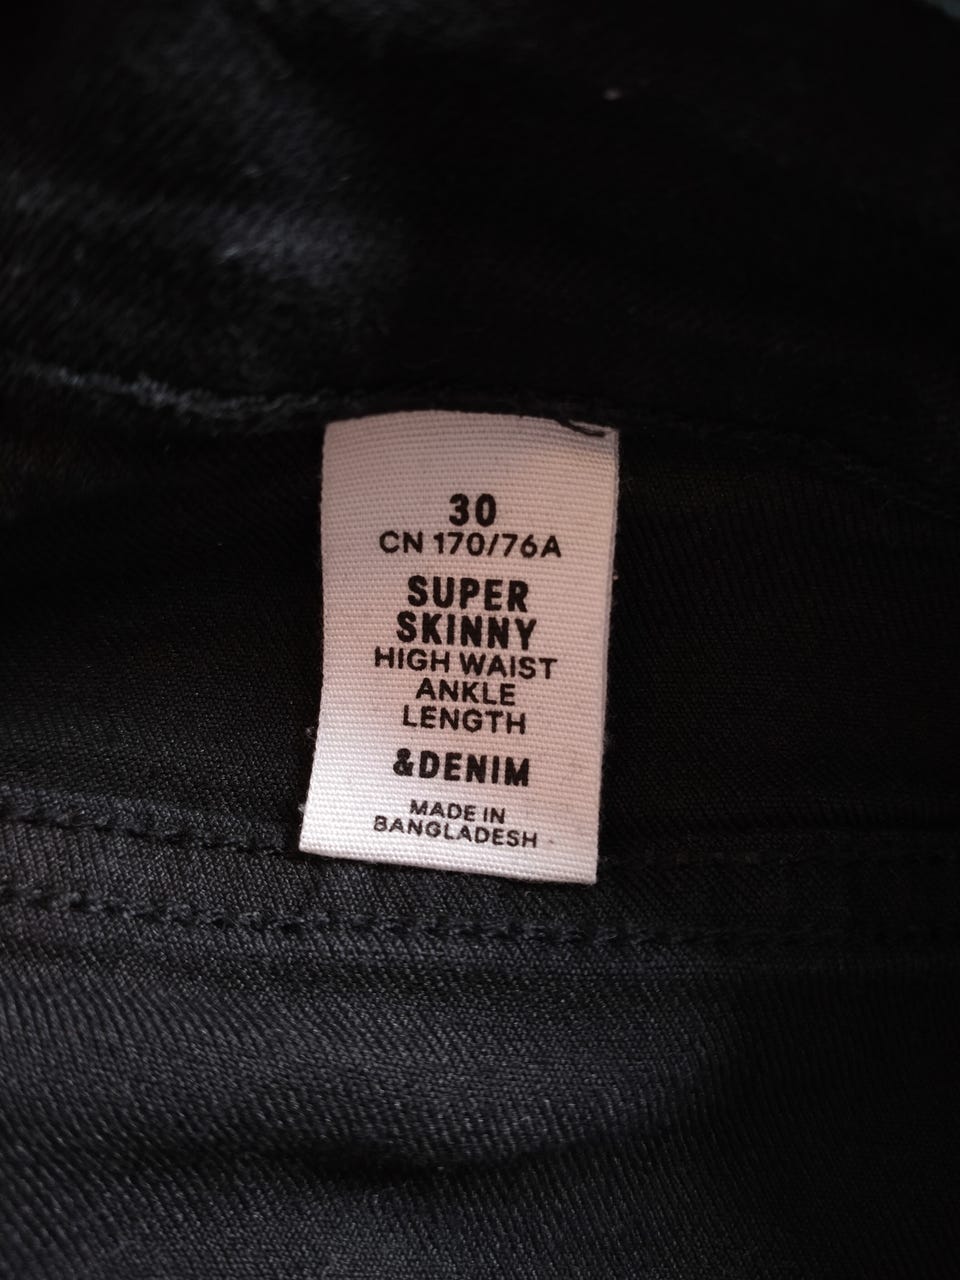 30
CN 170/76A
SUPER
SKINNY
HIGH WAIST
ANKLE
LENGTH
&DENIM
MADE IN
BANGLADESH